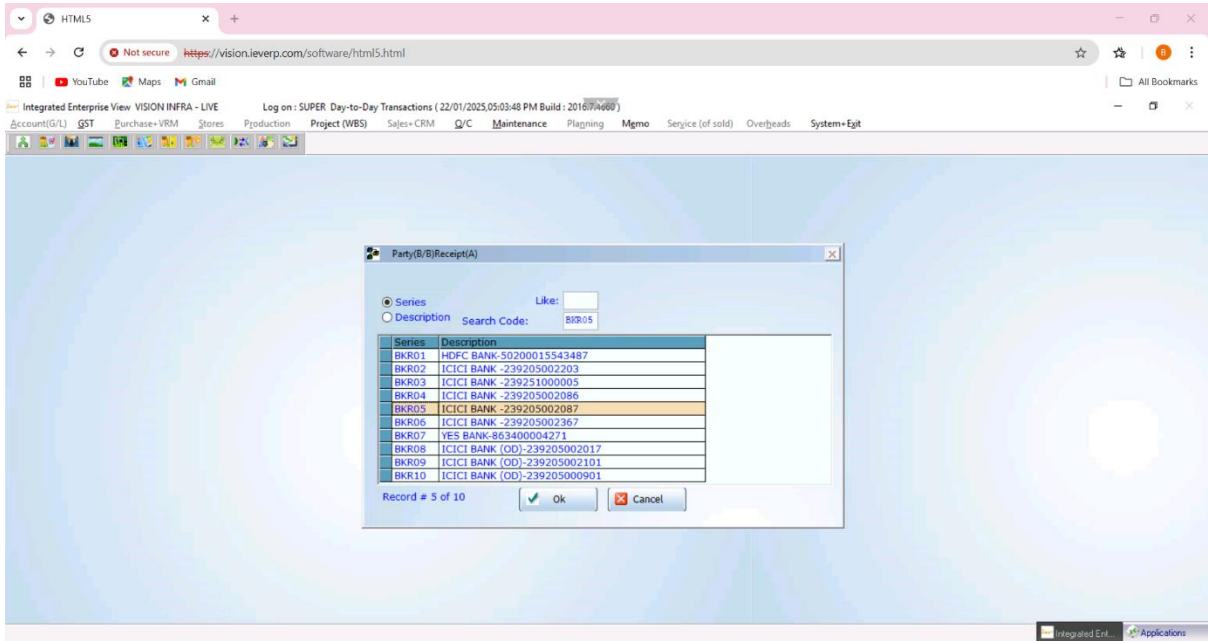 HTML5
Not secure https://vision.ieverp.com/software/html5.html
B
YouTube Maps Gmail All Bookmarks
Integrated Enterprise View VISION INFRA - LIVE Log on : SUPER Day-to-Day Transactions ( 22/01/2025,05:03:48 PM Build : 2016.7.4660 )
Account(G/L) GST Purchase+VRM Stores Production Project (WBS) Sales+CRM Q/C Maintenance Planning Memo Service (of sold) Overheads System+Exit
Party(B/B)Receipt(A)
Series Like:
Description Search Code: BKR05
Series Description
BKR01 HDFC BANK-50200015543487
BKR02 ICICI BANK -239205002203
BKR03 ICICI BANK -239251000005
BKR04 ICICI BANK -239205002086
BKR05 ICICI BANK -239205002087
BKR06 ICICI BANK -239205002367
BKR07 YES BANK-863400004271
BKR08 ICICI BANK (OD)-239205002017
BKR09 ICICI BANK (OD)-239205002101
BKR10 ICICI BANK (OD)-239205000901
Record # 5 of 10 Ok Cancel
Integrated Ent... Applications